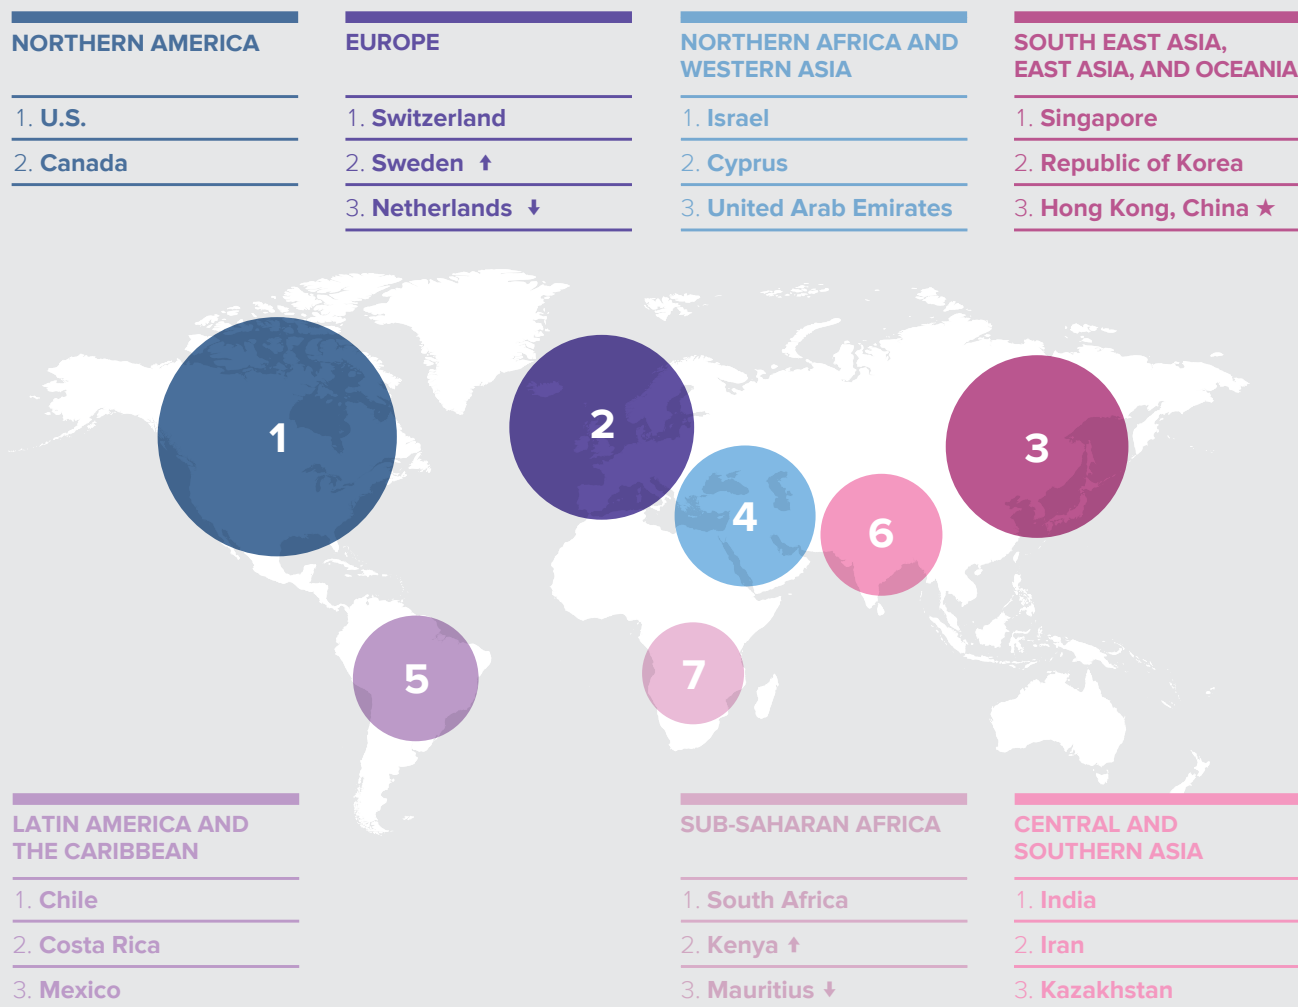 NORTHERN AMERICA
1. U.S.
2. Canada
EUROPE
1. Switzerland
2. Sweden ⬆
3. Netherlands ⬇
NORTHERN AFRICA AND
WESTERN ASIA
1. Israel
2. Cyprus
3. United Arab Emirates
SOUTH EAST ASIA,
EAST ASIA, AND OCEANIA
1. Singapore
2. Republic of Korea
3. Hong Kong, China ★
1
2
3
4
6
5
7
LATIN AMERICA AND
THE CARIBBEAN
1. Chile
2. Costa Rica
3. Mexico
SUB-SAHARAN AFRICA
1. South Africa
2. Kenya ⬆
3. Mauritius ⬇
CENTRAL AND
SOUTHERN ASIA
1. India
2. Iran
3. Kazakhstan